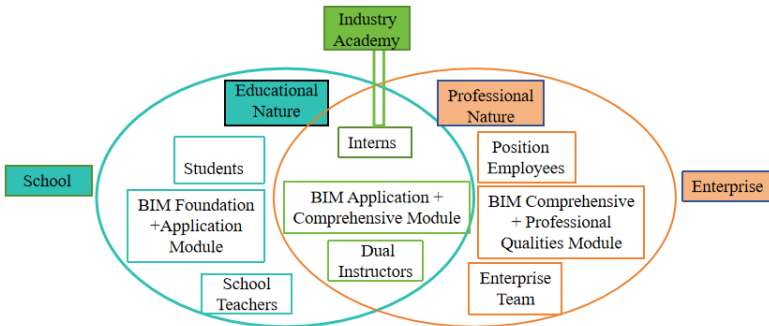 Industry
Academy
Educational
Nature
Professional
Nature
Interns
Students
Position
Employees
School
Enterprise
BIM Foundation
+Application
Module
BIM Application +
Comprehensive Module
BIM Comprehensive
+ Professional
Qualities Module
Dual
Instructors
School
Teachers
Enterprise
Team